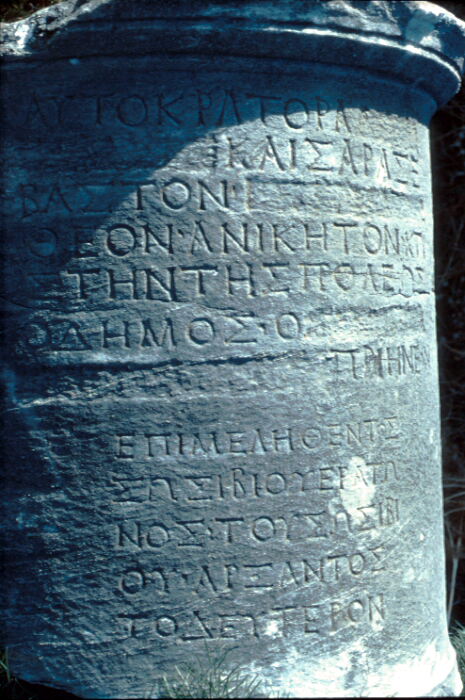 ΑΥΤΟΚΡΑΤΟΡΑ
ΚΑΙΣΑΡΑ ΣΕ
ΒΑΣΤΟΝ
ΘΕΟΝ·ΑΝΙΚΗΤΟΝ·ΚΤΙ
ΣΤΗΝ ΤΗΣ ΠΟΛΕΩΣ
Ο ΔΗΜΟΣ·Ο
ΠΡΙΗΝΕΩΝ
ΕΠΙΜΕΛΗΘΕΝΤΟΣ
ΣΩΣΙΒΙΟΥ
ΝΟΣ·ΤΟΥ ΣΩΣΙΒΙ
ΟΥ·ΑΡΞΑΝΤΟΣ
ΤΟ ΔΕΥΤΕΡΟΝ